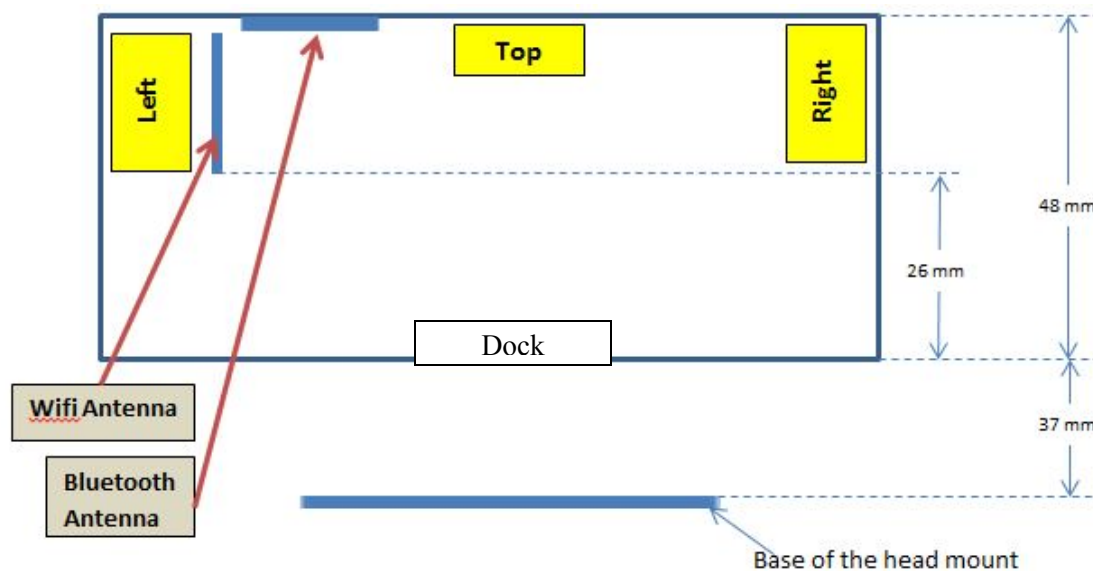 Left
Top
Right
48 mm
26 mm
Dock
Wifi Antenna
37 mm
Bluetooth
Antenna
Base of the head mount